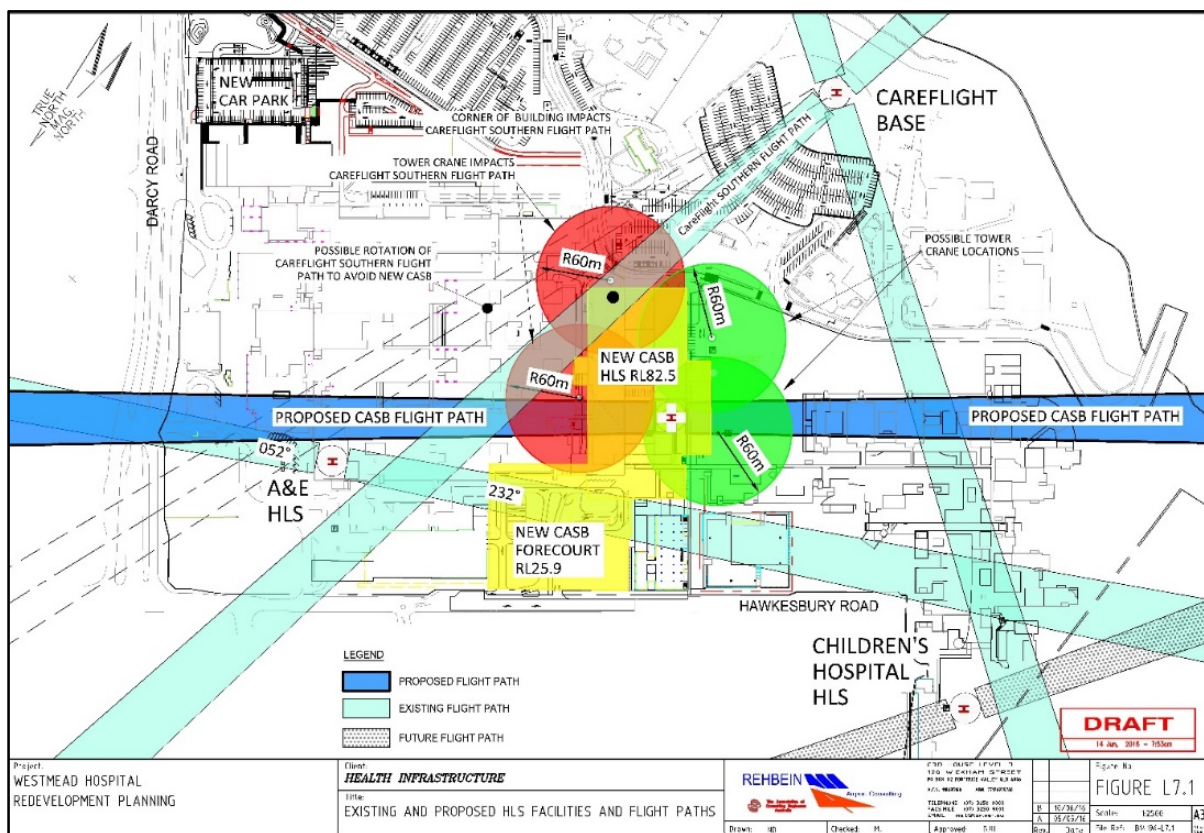 TRUE
NORTH
MAG.
NORTH
NEW
CAR PARK
DARCY ROAD
CORNER OF BUILDING IMPACTS
CAREFLIGHT SOUTHERN FLIGHT PATH
TOWER CRANE IMPACTS
CAREFLIGHT SOUTHERN FLIGHT PATH
H
CAREFLIGHT
BASE
CareFlight SOUTHERN FLIGHT PATH
POSSIBLE ROTATION OF
CAREFLIGHT SOUTHERN FLIGHT
PATH TO AVOID NEW CASB
POSSIBLE TOWER
CRANE LOCATIONS
R60m
R60m
R60m
R60m
NEW CASB
HLS RL82.5
H
PROPOSED CASB FLIGHT PATH
PROPOSED CASB FLIGHT PATH
052°
H
A&E
HLS
232°
NEW CASB
FORECOURT
RL25.9
HAWKESBURY ROAD
CHILDREN'S
HOSPITAL
HLS
H
LEGEND
PROPOSED FLIGHT PATH
EXISTING FLIGHT PATH
FUTURE FLIGHT PATH
DRAFT
Project:
WESTMEAD HOSPITAL
REDEVELOPMENT PLANNING
Client:
HEALTH INFRASTRUCTURE
Title:
EXISTING AND PROPOSED HLS FACILITIES AND FLIGHT PATHS
REHBEIN
Airport Consulting
Drawn:
Checked: M.
Approved:
Figure No
FIGURE L7.1
Scale: 1:2500
File Ref:
Rev.
Date